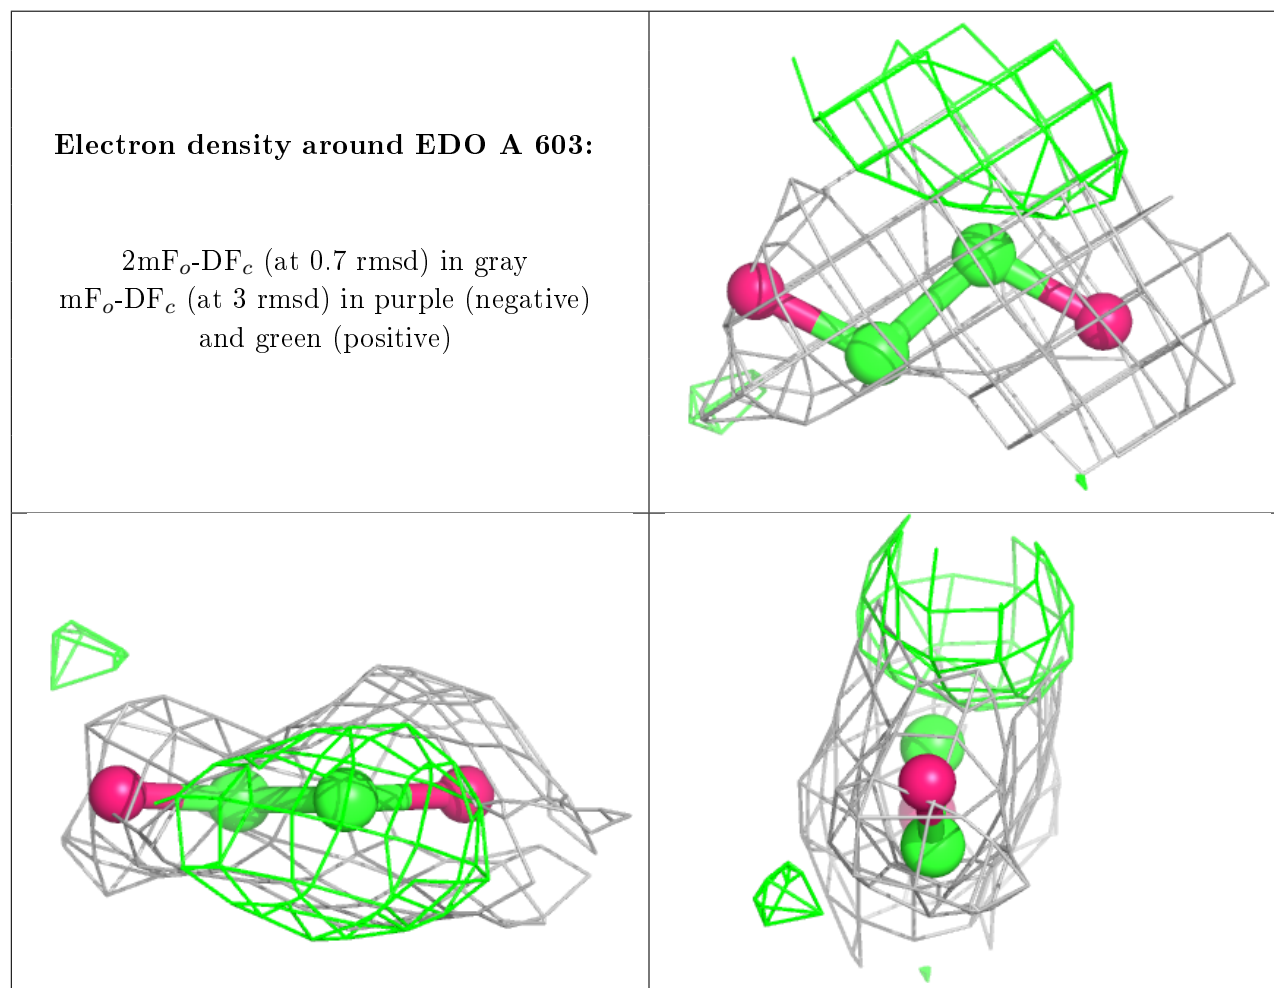 Electron density around EDO A 603:
2mFo-DFc (at 0.7 rmsd) in gray
mFo-DFc (at 3 rmsd) in purple (negative)
and green (positive)